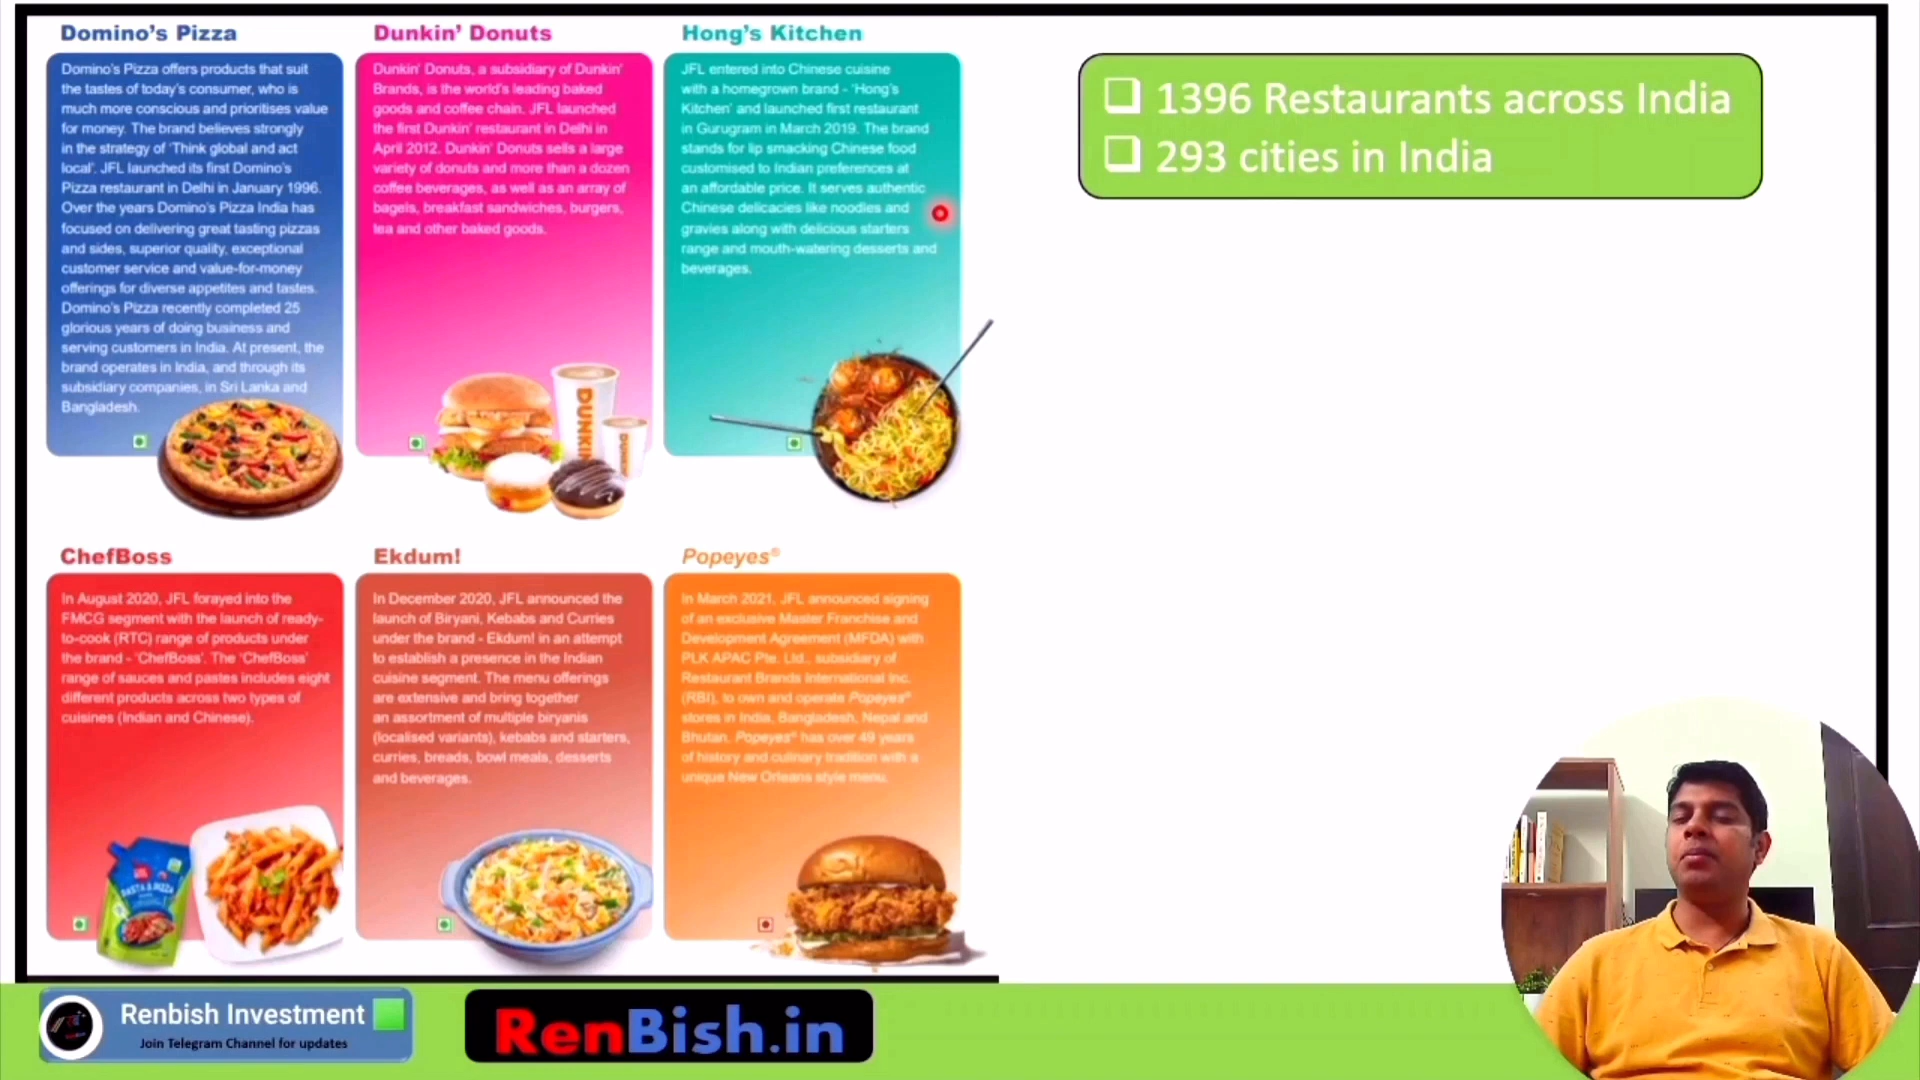 Domino's Pizza
Domino's Pizza offers products that suit
the tastes of today's consumer, who is
much more conscious and prioritises value
for money. The brand believes strongly
in the strategy of 'Think global and act
local'. JFL launched its first Domino's
Pizza restaurant in Delhi in January 1996.
Over the years Domino's Pizza India has
focused on delivering great tasting pizzas
and sides, superior quality, exceptional
customer service and value-for-money
offerings for diverse appetites and tastes.
Domino's Pizza recently completed 25
glorious years of doing business and
serving customers in India. At present, the
brand operates in India, and through its
subsidiary companies, in Sri Lanka and
Bangladesh.
Dunkin' Donuts
Dunkin' Donuts, a subsidiary of Dunkin'
Brands, is the world's leading baked
goods and coffee chain. JFL launched
the first Dunkin' restaurant in Delhi in
April 2012. Dunkin' Donuts sells a large
variety of donuts and more than a dozen
coffee beverages, as well as an array of
bagels, breakfast sandwiches, burgers,
tea and other baked goods.
DUNKIN
DUNKIN
Hong's Kitchen
JFL entered into Chinese cuisine
with a homegrown brand - 'Hong's
Kitchen' and launched first restaurant
in Gurugram in March 2019. The brand
stands for lip smacking Chinese food
customised to Indian preferences at
an affordable price. It serves authentic
Chinese delicacies like noodles and
gravies along with delicious starters
range and mouth-watering desserts and
beverages.
1396 Restaurants across India
293 cities in India
ChefBoss
In August 2020, JFL forayed into the
FMCG segment with the launch of ready-
to-cook (RTC) range of products under
the brand - 'ChefBoss'. The 'ChefBoss'
range of sauces and pastes includes eight
different products across two types of
cuisines (Indian and Chinese).
PASTA & PIZZA
Ekdum!
In December 2020, JFL announced the
launch of Biryani, Kebabs and Curries
under the brand - Ekdum! in an attempt
to establish a presence in the Indian
cuisine segment. The menu offerings
are extensive and bring together
an assortment of multiple biryanis
(localised variants), kebabs and starters,
curries, breads, bowl meals, desserts
and beverages.
Popeyes®
In March 2021, JFL announced signing
of an exclusive Master Franchise and
Development Agreement (MFDA) with
PLK APAC Pte. Ltd., subsidiary of
Restaurant Brands International Inc.
(RBI), to own and operate Popeyes®
stores in India, Bangladesh, Nepal and
Bhutan. Popeyes® has over 49 years
of history and culinary tradition with a
unique New Orleans style menu.
Renbish Investment
Join Telegram Channel for updates
RenBish.in